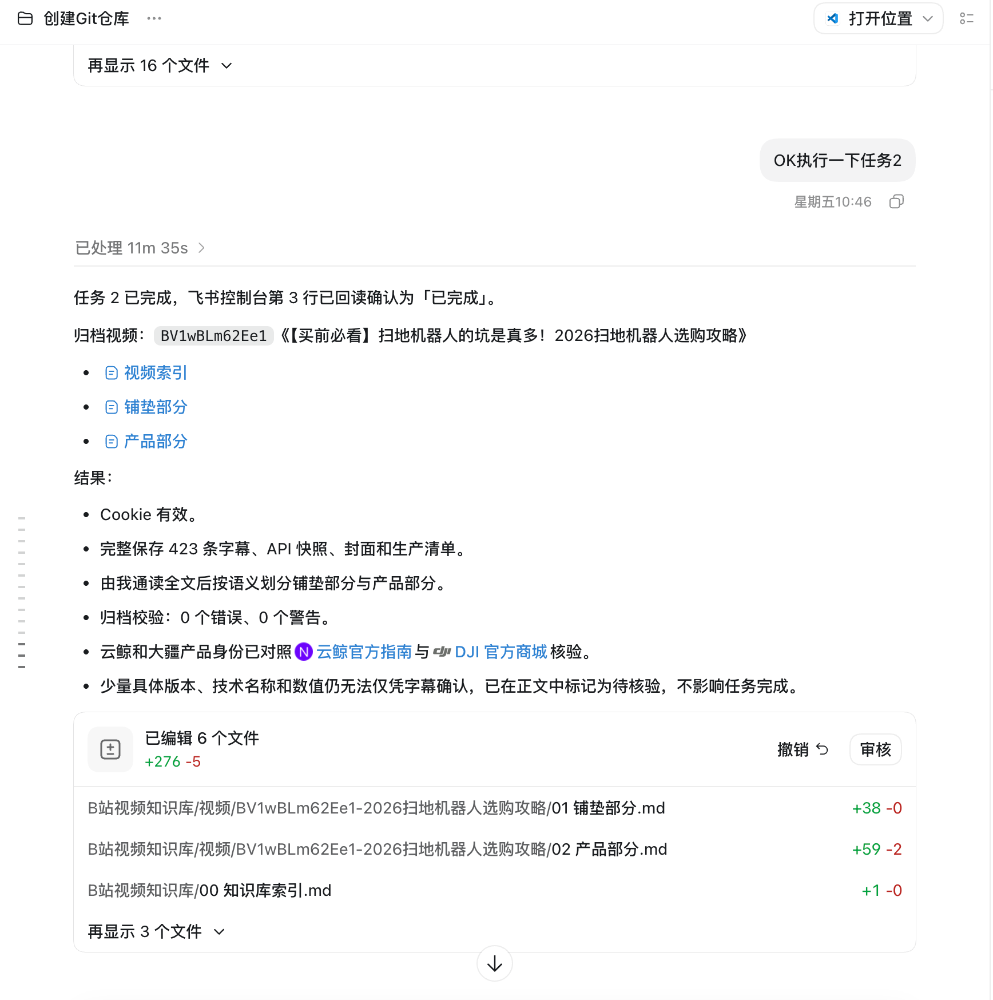 创建Git仓库
打开位置
再显示 16 个文件
OK执行一下任务2
星期五10:46
已处理 11m 35s
任务 2 已完成，飞书控制台第 3 行已回读确认为「已完成」。
归档视频： BV1wBLm62Ee1 《【买前必看】扫地机器人的坑是真多！2026扫地机器人选购攻略》
视频索引
铺垫部分
产品部分
结果：
Cookie 有效。
完整保存 423 条字幕、API 快照、封面和生产清单。
由我通读全文后按语义划分铺垫部分与产品部分。
归档校验：0 个错误、0 个警告。
云鲸和大疆产品身份已对照 N 云鲸官方指南 与 dji DJI 官方商城 核验。
少量具体版本、技术名称和数值仍无法仅凭字幕确认，已在正文中标记为待核验，不影响任务完成。
已编辑 6 个文件
+276 -5
撤销
审核
B站视频知识库/视频/BV1wBLm62Ee1-2026扫地机器人选购攻略/01 铺垫部分.md +38 -0
B站视频知识库/视频/BV1wBLm62Ee1-2026扫地机器人选购攻略/02 产品部分.md +59 -2
B站视频知识库/00 知识库索引.md +1 -0
再显示 3 个文件